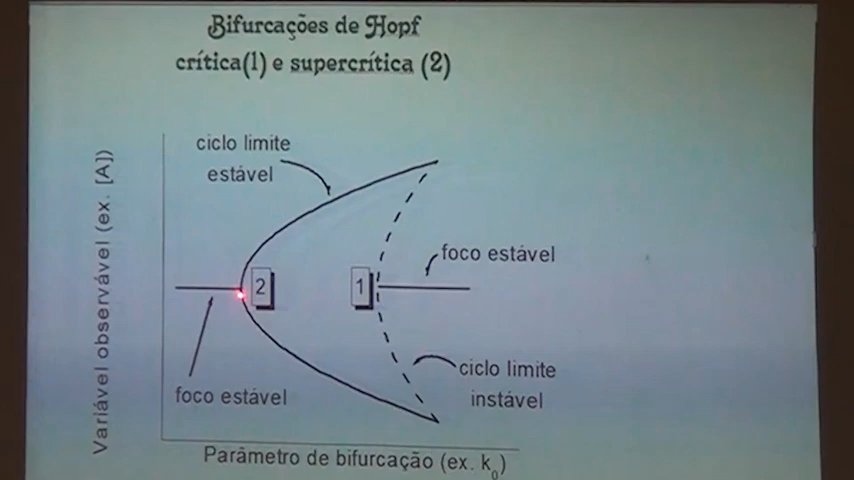 Bifurcações de Hopf
crítica(1) e supercrítica (2)
ciclo limite
estável
foco estável
2
1
foco estável
ciclo limite
instável
Variável observável (ex. [A])
Parâmetro de bifurcação (ex. k₀)